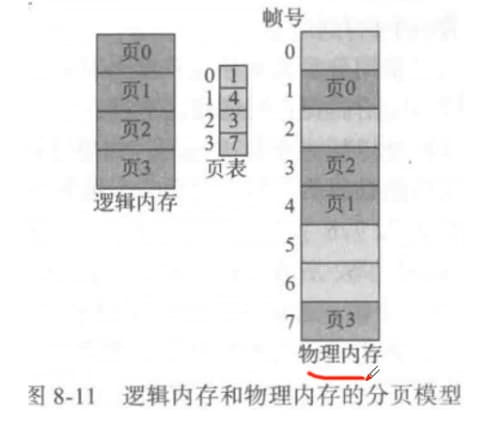 页0
页1
页2
页3
逻辑内存
0 1
1 4
2 3
3 7
页表
帧号
0
1 页0
2
3 页2
4 页1
5
6
7 页3
物理内存
图 8-11 逻辑内存和物理内存的分页模型